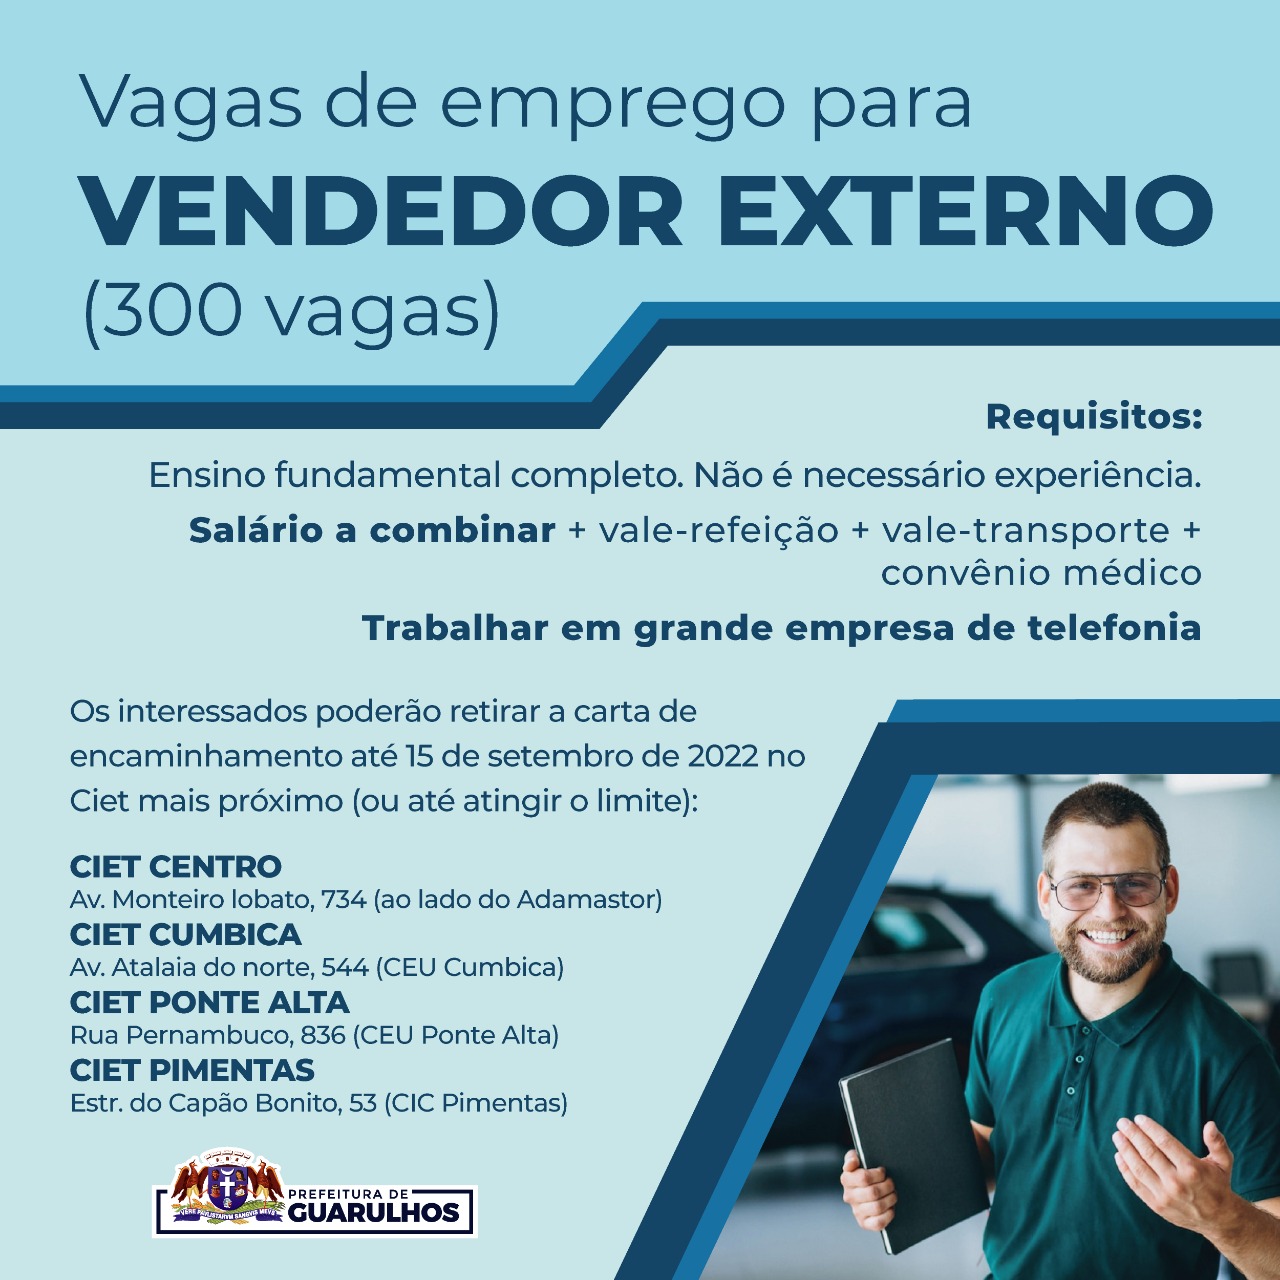 Vagas de emprego para
VENDEDOR EXTERNO
(300 vagas)
Requisitos:
Ensino fundamental completo. Não é necessário experiência.
Salário a combinar + vale-refeição + vale-transporte +
convênio médico
Trabalhar em grande empresa de telefonia
Os interessados poderão retirar a carta de
encaminhamento até 15 de setembro de 2022 no
Ciet mais próximo (ou até atingir o limite):
CIET CENTRO
Av. Monteiro lobato, 734 (ao lado do Adamastor)
CIET CUMBICA
Av. Atalaia do norte, 544 (CEU Cumbica)
CIET PONTE ALTA
Rua Pernambuco, 836 (CEU Ponte Alta)
CIET PIMENTAS
Estr. do Capão Bonito, 53 (CIC Pimentas)
VERE PAVLISTARVM SANGVIS MEVS
PREFEITURA DE
GUARULHOS